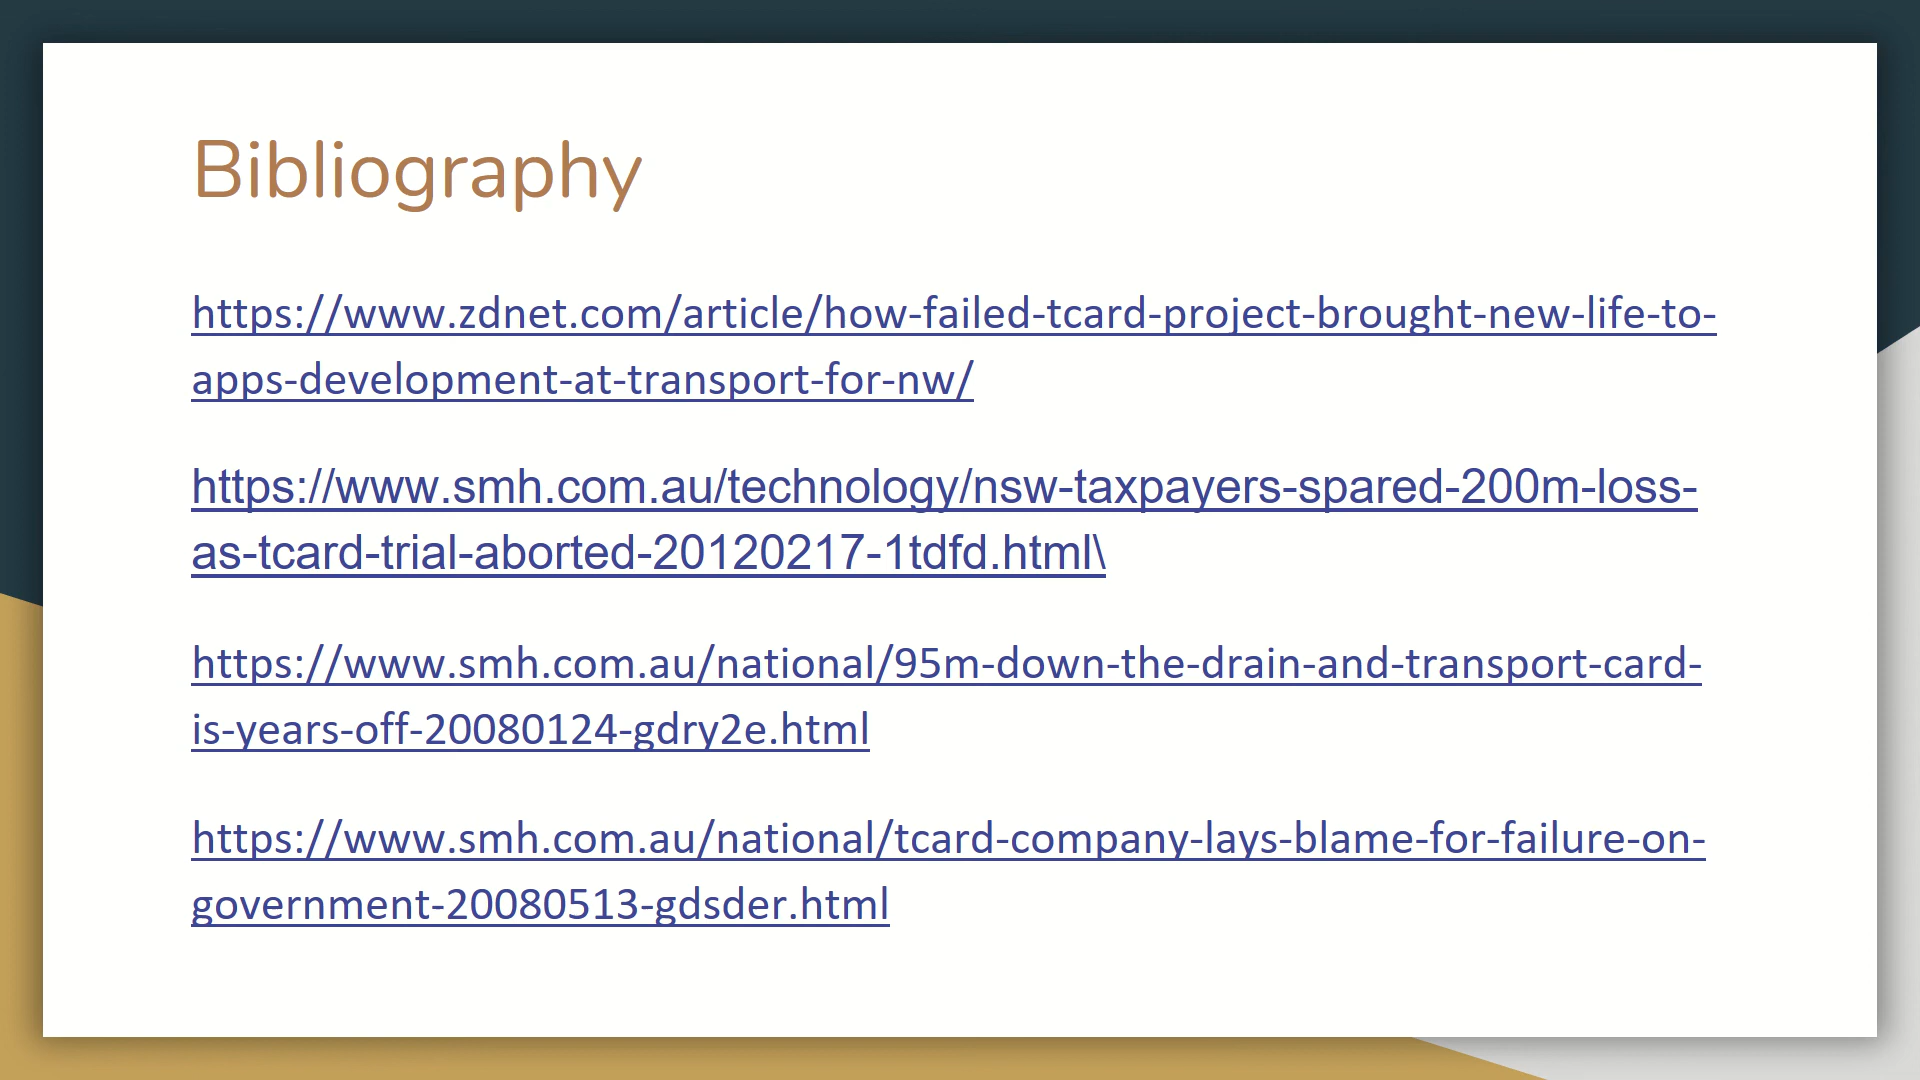 Bibliography
https://www.zdnet.com/article/how-failed-tcard-project-brought-new-life-to-
apps-development-at-transport-for-nw/
https://www.smh.com.au/technology/nsw-taxpayers-spared-200m-loss-
as-tcard-trial-aborted-20120217-1tdfd.html\
https://www.smh.com.au/national/95m-down-the-drain-and-transport-card-
is-years-off-20080124-gdry2e.html
https://www.smh.com.au/national/tcard-company-lays-blame-for-failure-on-
government-20080513-gdsder.html